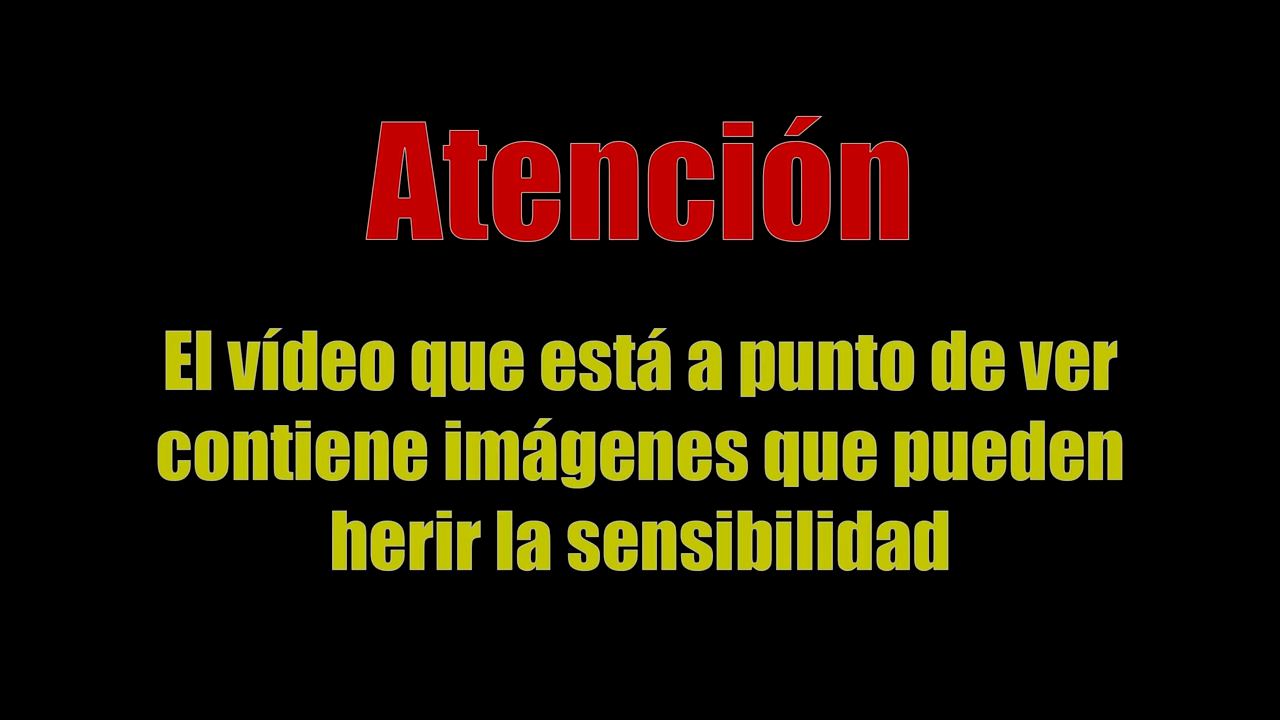 Atención
El vídeo que está a punto de ver
contiene imágenes que pueden
herir la sensibilidad